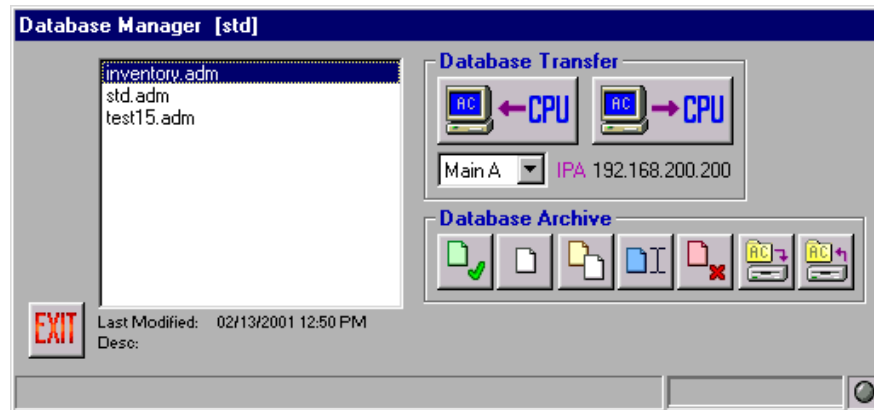 Database Manager [std]
inventory.adm
std.adm
test15.adm
Database Transfer
AC CPU
AC CPU
Main A IPA 192.168.200.200
Database Archive
AC AC
EXIT
Last Modified: 02/13/2001 12:50 PM
Desc: